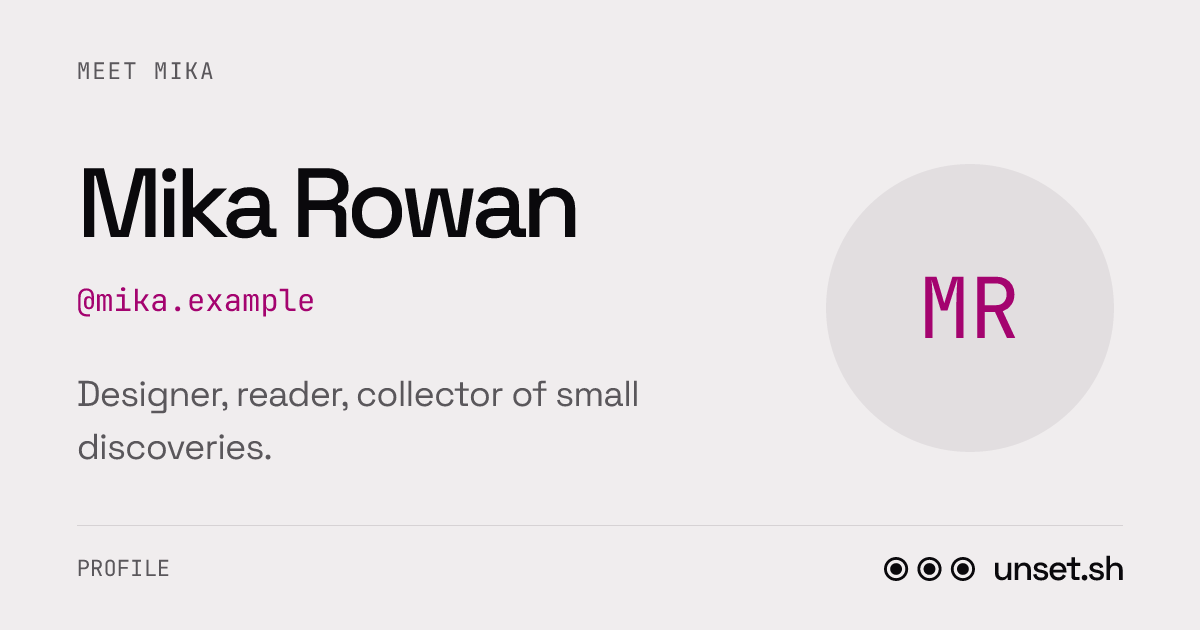 MEET MIKA
Mika Rowan
@mika.example
MR
Designer, reader, collector of small
discoveries.
PROFILE
unset.sh